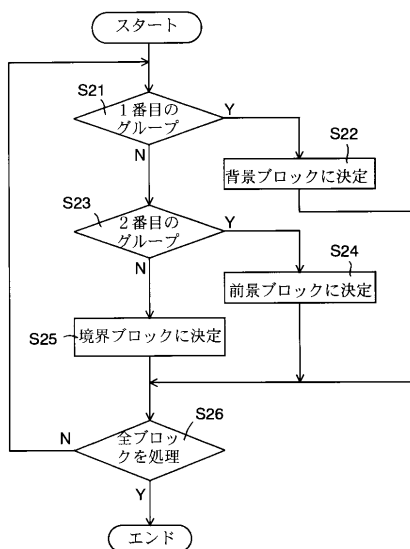 スタート
S21
1番目の
グループ
Y
N
S22
背景ブロックに決定
S23
2番目の
グループ
Y
N
S24
前景ブロックに決定
S25
境界ブロックに決定
S26
全ブロッ
クを処理
N
Y
エンド